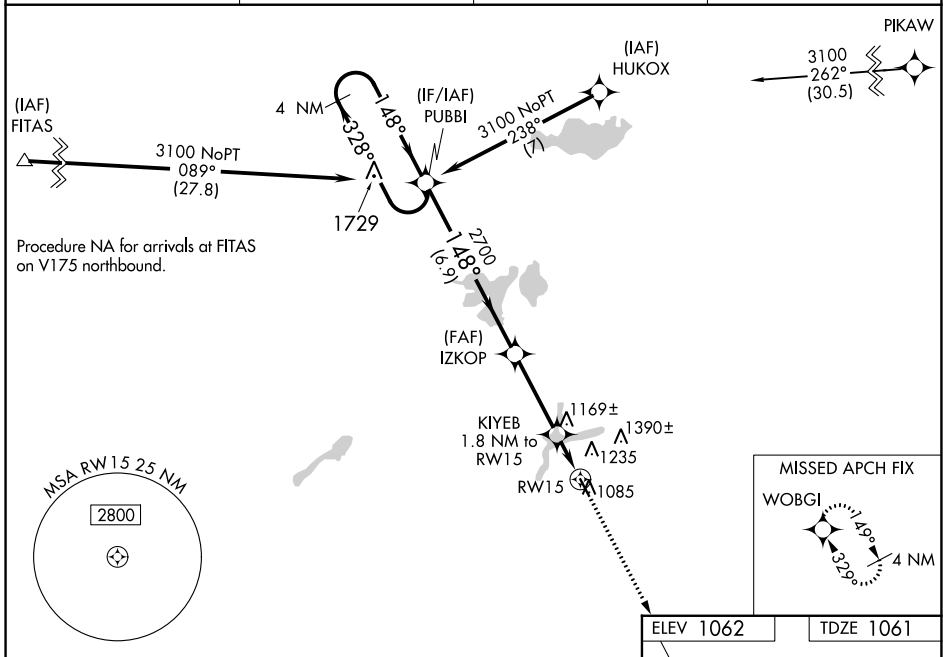 PIKAW
3100
262°
(30.5)
(IAF)
HUKOX
(IF/IAF)
PUBBI
3100 NoPT
238°
(7)
4 NM
148°
328°
(IAF)
FITAS
3100 NoPT
089°
(27.8)
1729
Procedure NA for arrivals at FITAS
on V175 northbound.
2700
148°
(6.9)
(FAF)
IZKOP
KIYEB
1.8 NM to
RW15
1169±
1390±
1235
RW15
1085
MSA RW15 25 NM
2800
MISSED APCH FIX
WOBGI
149°
329°
4 NM
ELEV 1062
TDZE 1061